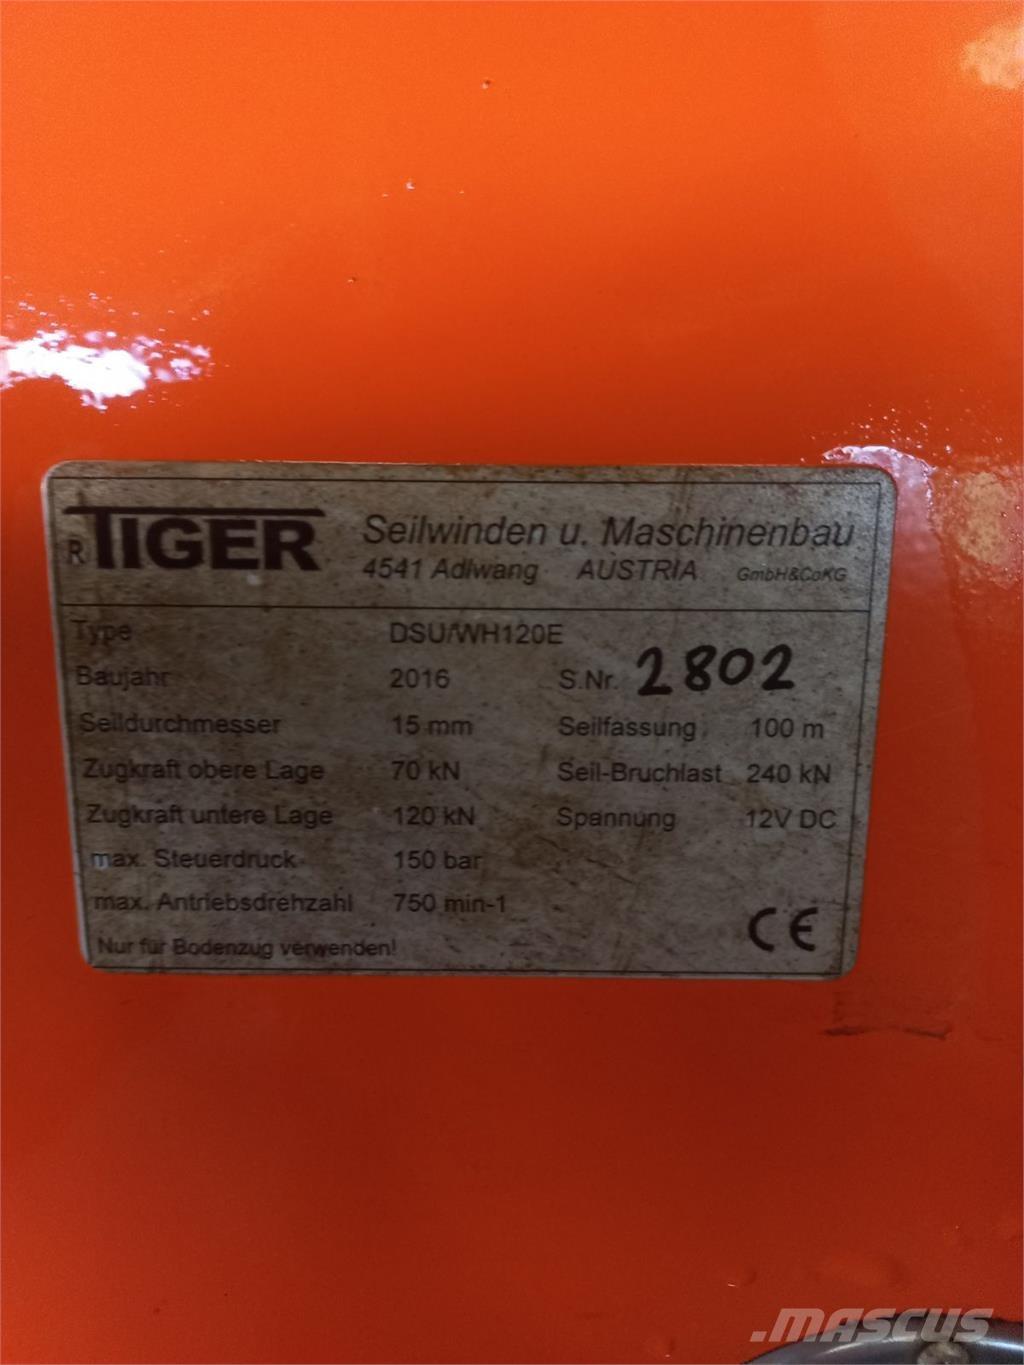 R TIGER Seilwinden u. Maschinenbau
4541 Adlwang AUSTRIA GmbH&CoKG
Type DSU/WH120E
Baujahr 2016 S.Nr. 2802
Seildurchmesser 15 mm Seilfassung 100 m
Zugkraft obere Lage 70 kN Seil-Bruchlast 240 kN
Zugkraft untere Lage 120 kN Spannung 12V DC
max. Steuerdruck 150 bar
max. Antriebsdrehzahl 750 min-1
Nur für Bodenzug verwenden! CE
MASCUS